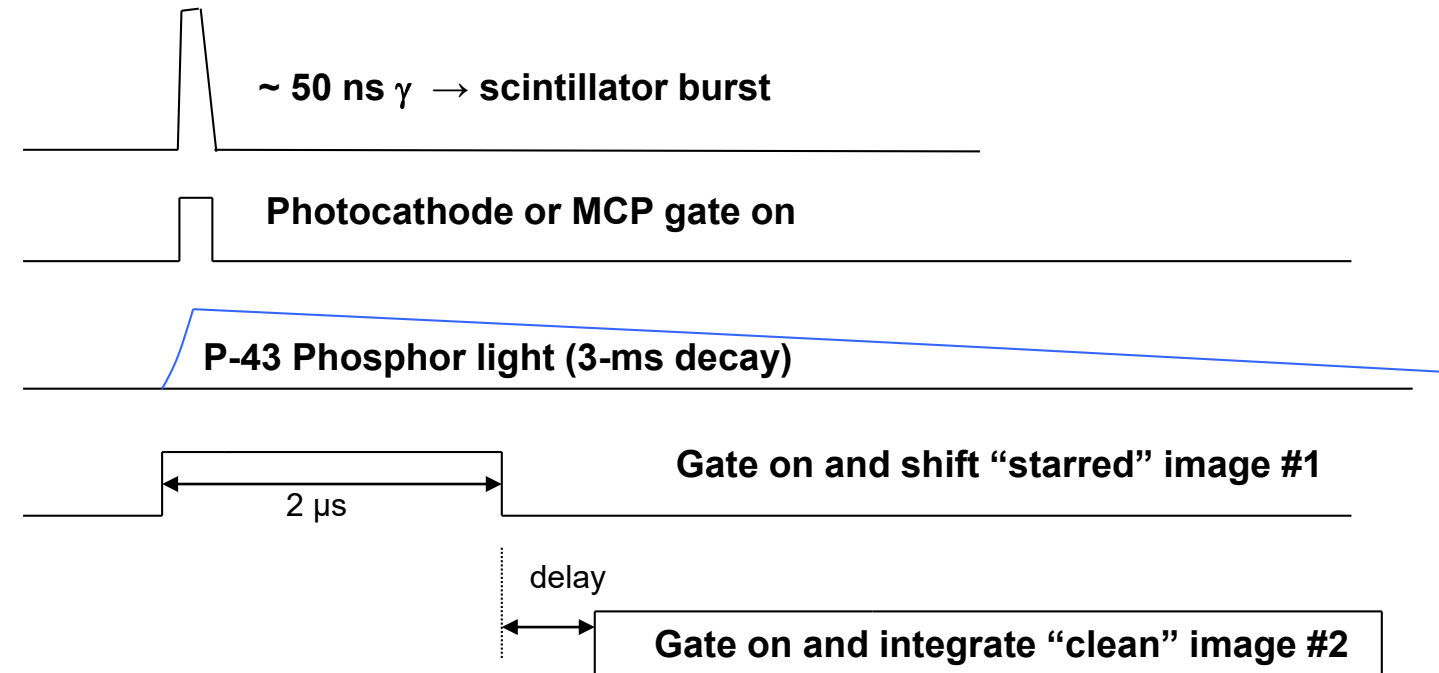 ~ 50 ns γ → scintillator burst
Photocathode or MCP gate on
P-43 Phosphor light (3-ms decay)
Gate on and shift “starred” image #1
2 µs
delay
Gate on and integrate “clean” image #2